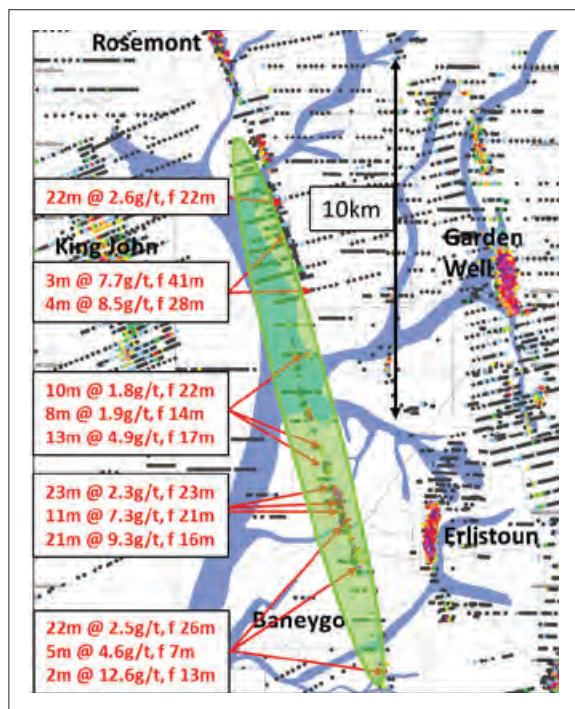 Rosemont
22m @ 2.6g/t, f 22m
10km
King John
Garden
Well
3m @ 7.7g/t, f 41m
4m @ 8.5g/t, f 28m
10m @ 1.8g/t, f 22m
8m @ 1.9g/t, f 14m
13m @ 4.9g/t, f 17m
23m @ 2.3g/t, f 23m
11m @ 7.3g/t, f 21m
21m @ 9.3g/t, f 16m
Erlistoun
Baneygo
22m @ 2.5g/t, f 26m
5m @ 4.6g/t, f 7m
2m @ 12.6g/t, f 13m